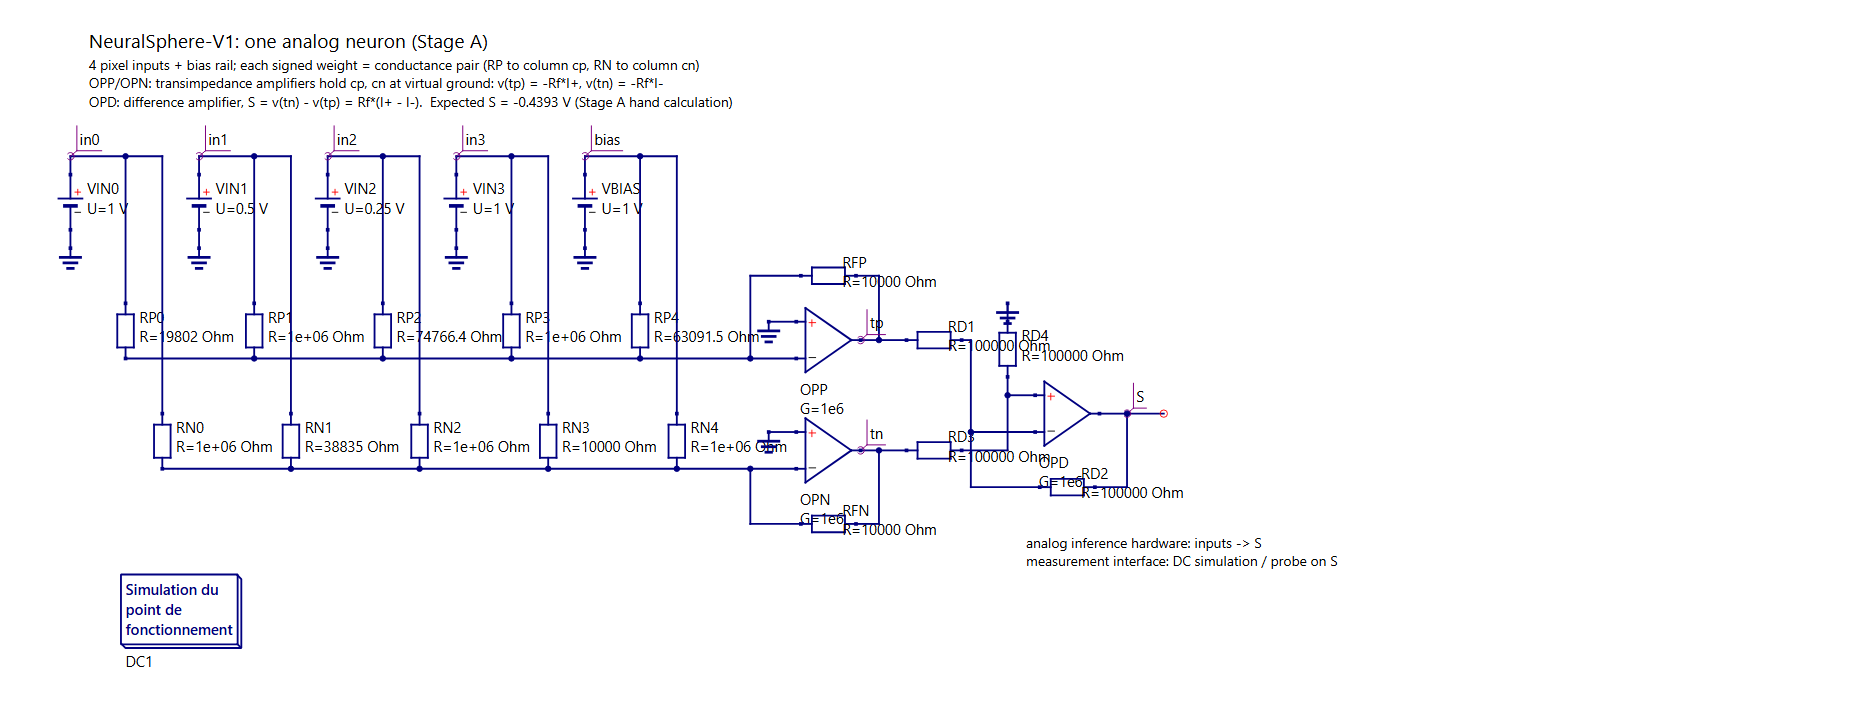 NeuralSphere-V1: one analog neuron (Stage A)
4 pixel inputs + bias rail; each signed weight = conductance pair (RP to column cp, RN to column cn)
OPP/OPN: transimpedance amplifiers hold cp, cn at virtual ground: v(tp) = -Rf*I+, v(tn) = -Rf*I-
OPD: difference amplifier, S = v(tn) - v(tp) = Rf*(I+ - I-).  Expected S = -0.4393 V (Stage A hand calculation)
in0
in1
in2
in3
bias
VIN0
U=1 V
VIN1
U=0.5 V
VIN2
U=0.25 V
VIN3
U=1 V
VBIAS
U=1 V
RFP
R=10000 Ohm
RP0
R=19802 Ohm
RP1
R=1e+06 Ohm
RP2
R=74766.4 Ohm
RP3
R=1e+06 Ohm
RP4
R=63091.5 Ohm
tp
RD1
R=100000 Ohm
RD4
R=100000 Ohm
OPP
G=1e6
S
RN0
R=1e+06 Ohm
RN1
R=38835 Ohm
RN2
R=1e+06 Ohm
RN3
R=10000 Ohm
RN4
R=1e+06 Ohm
tn
RD3
R=100000 Ohm
OPD
G=1e6
RD2
R=100000 Ohm
OPN
G=1e6
RFN
R=10000 Ohm
analog inference hardware: inputs -> S
measurement interface: DC simulation / probe on S
Simulation du
point de
fonctionnement
DC1